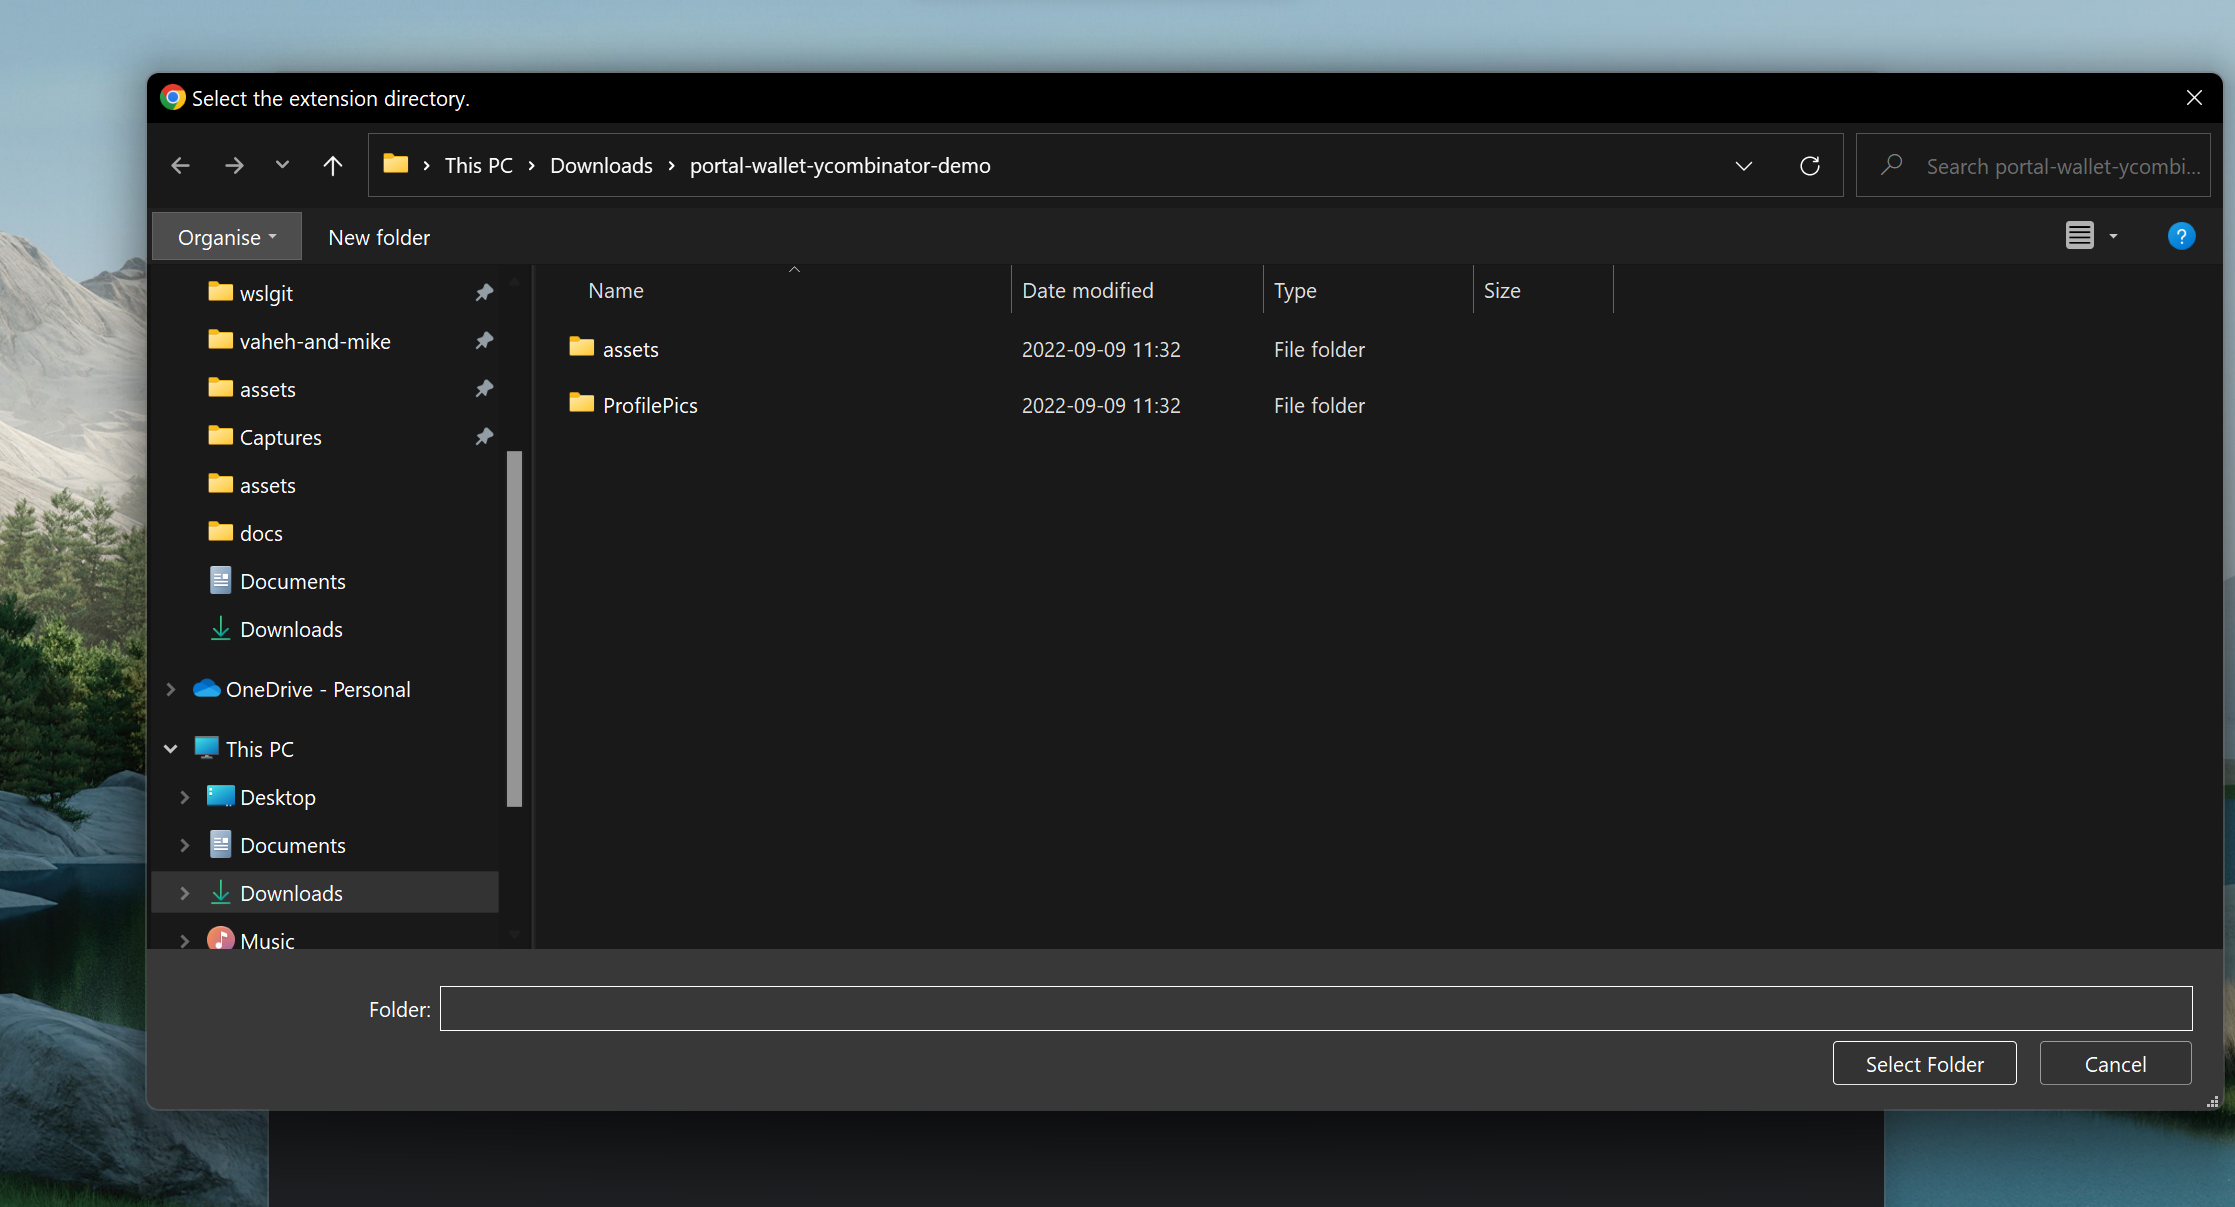 Select the extension directory.
This PC › Downloads › portal-wallet-ycombinator-demo
Search portal-wallet-ycombi...
Organise
New folder
?
Name
Date modified
Type
Size
wslgit
vaheh-and-mike
assets
Captures
assets
docs
Documents
Downloads
OneDrive - Personal
This PC
Desktop
Documents
Downloads
Music
assets 2022-09-09 11:32 File folder
ProfilePics 2022-09-09 11:32 File folder
Folder:
Select Folder
Cancel